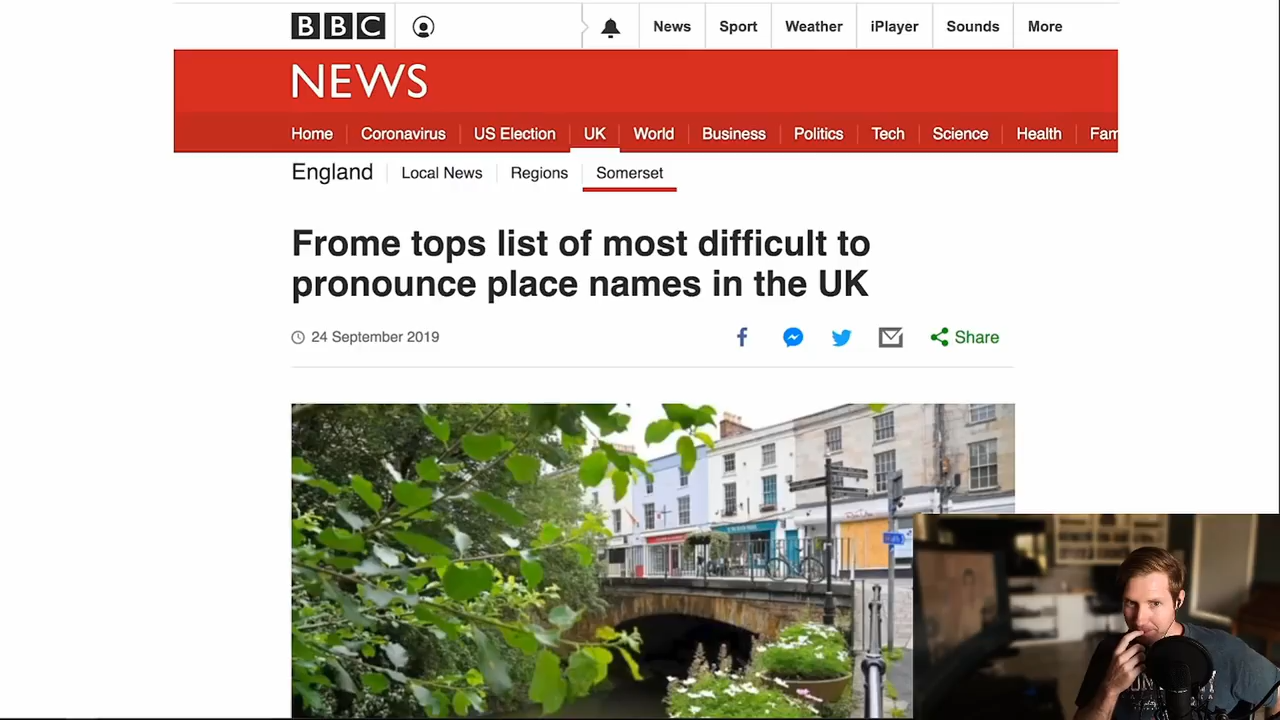 BBC News Sport Weather iPlayer Sounds More
NEWS
Home Coronavirus US Election UK World Business Politics Tech Science Health Fam
England Local News Regions Somerset
Frome tops list of most difficult to
pronounce place names in the UK
24 September 2019 Share